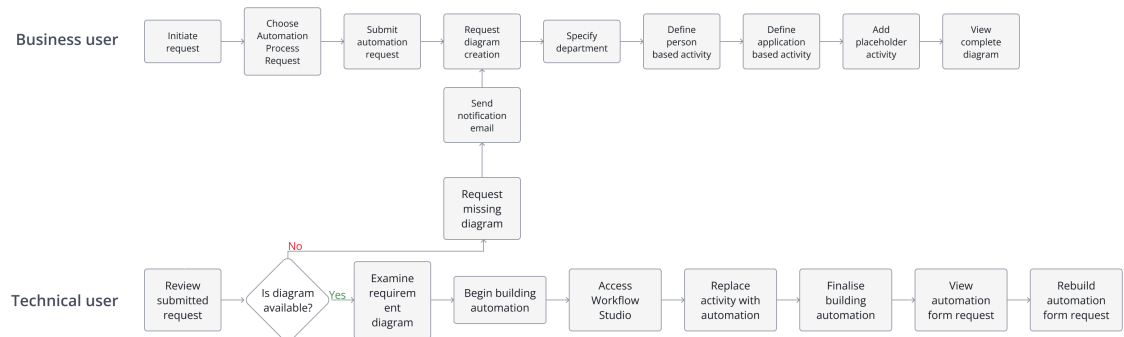 Business user
Initiate
request
Choose
Automation
Process
Request
Submit
automation
request
Request
diagram
creation
Specify
department
Define
person
based activity
Define
application
based activity
Add
placeholder
activity
View
complete
diagram
Send
notification
email
Request
missing
diagram
No
Technical user
Review
submitted
request
Is diagram
available?
Yes
Examine
requirem
ent
diagram
Begin building
automation
Access
Workflow
Studio
Replace
activity with
automation
Finalise
building
automation
View
automation
form request
Rebuild
automation
form request